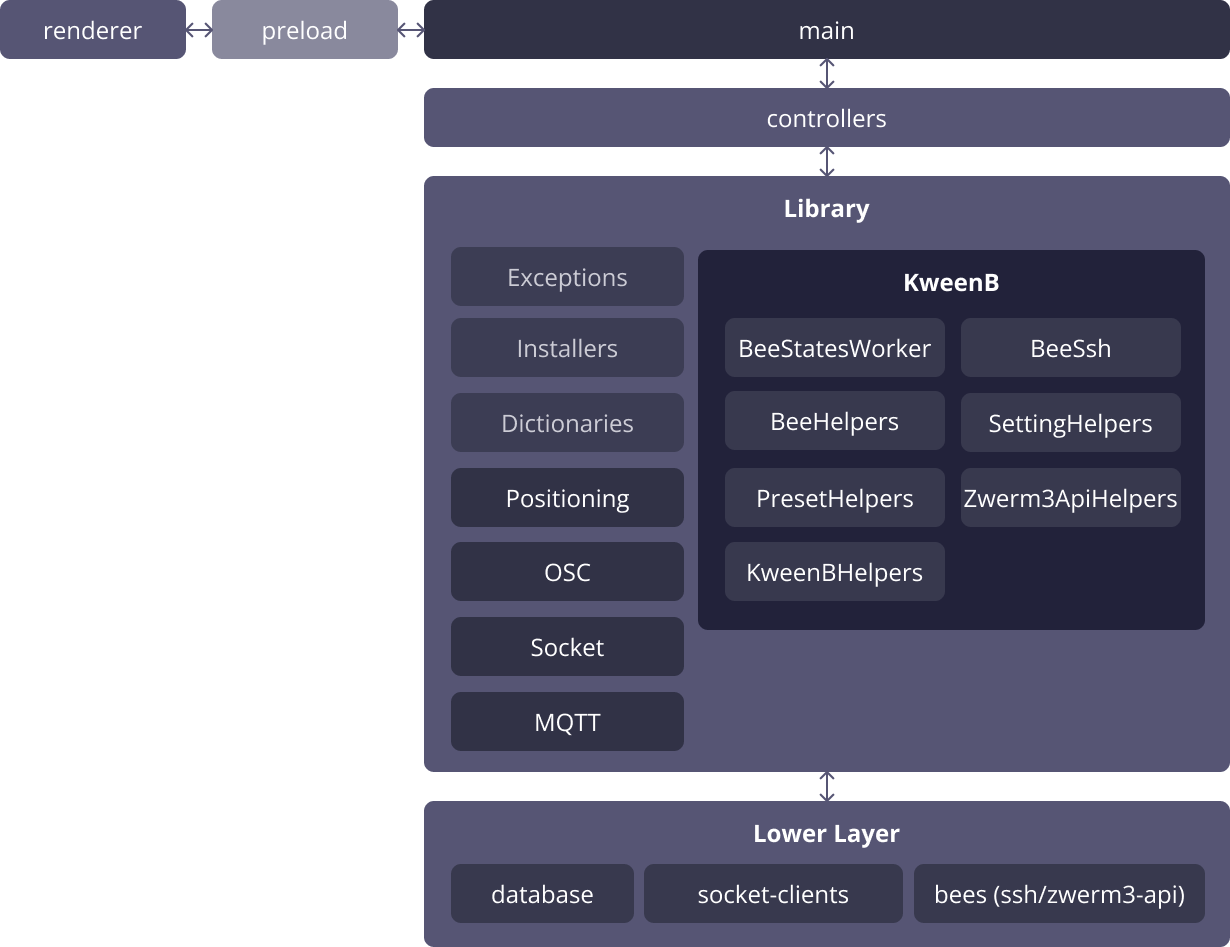 renderer
preload
main
controllers
Library
Exceptions
Installers
Dictionaries
Positioning
OSC
Socket
MQTT
KweenB
BeeStatesWorker
BeeSsh
BeeHelpers
SettingHelpers
PresetHelpers
Zwerm3ApiHelpers
KweenBHelpers
Lower Layer
database
socket-clients
bees (ssh/zwerm3-api)